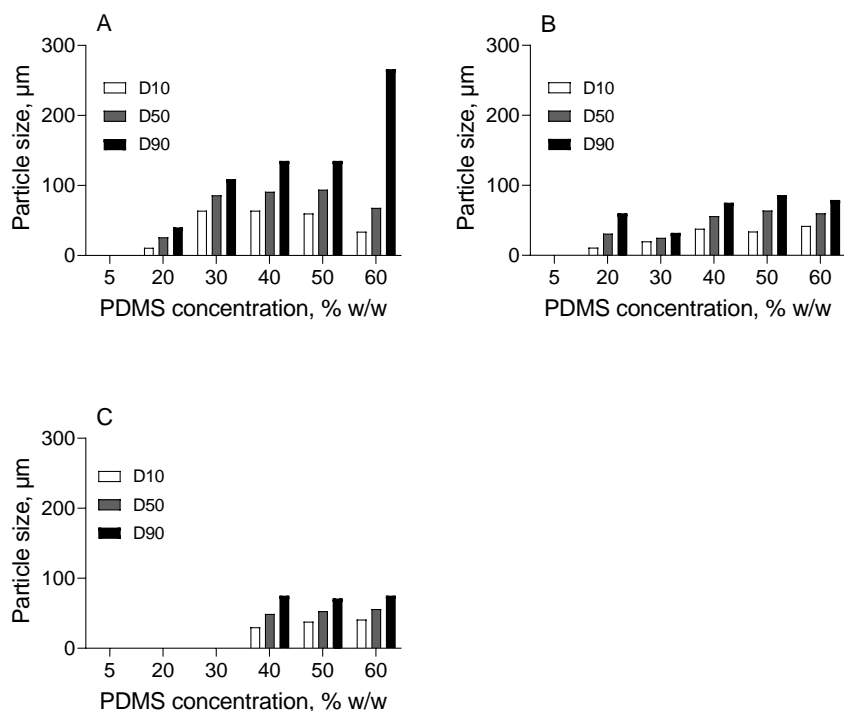 A
Particle size, µm
300
200
100
0
D10
D50
D90
5 20 30 40 50 60
PDMS concentration, % w/w
B
Particle size, µm
300
200
100
0
D10
D50
D90
5 20 30 40 50 60
PDMS concentration, % w/w
C
Particle size, µm
300
200
100
0
D10
D50
D90
5 20 30 40 50 60
PDMS concentration, % w/w